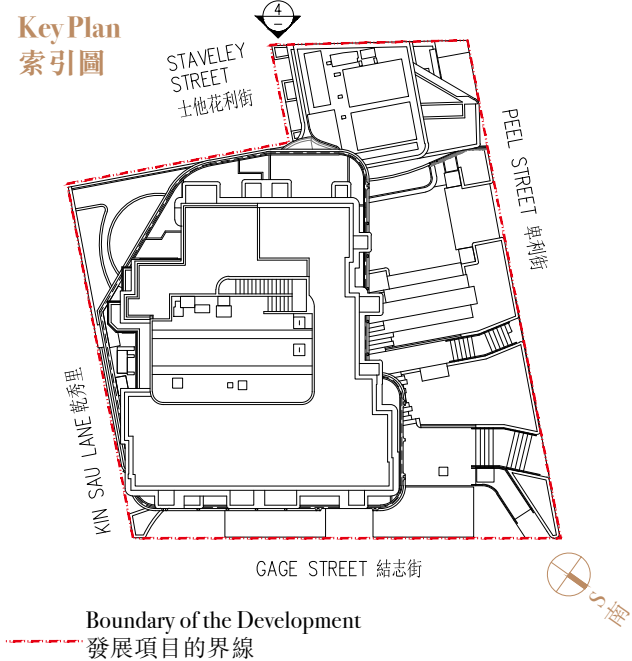 Key Plan
索引圖
4
–
STAVELEY
STREET
士他花利街
PEEL STREET 卑利街
KIN SAU LANE 乾秀里
GAGE STREET 結志街
S 南
Boundary of the Development
發展項目的界線